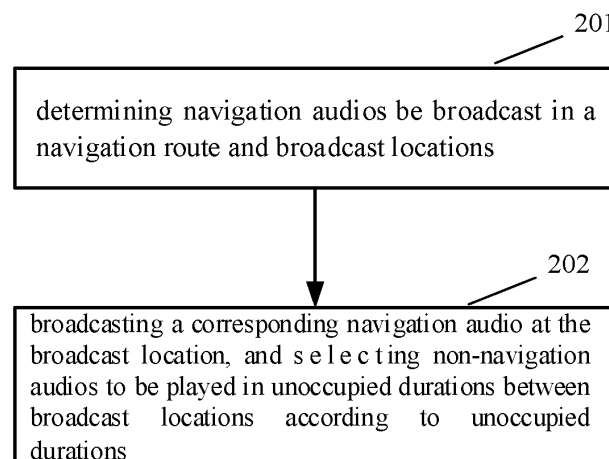 201
determining navigation audios be broadcast in a
navigation route and broadcast locations
202
broadcasting a corresponding navigation audio at the
broadcast location, and selecting non-navigation
audios to be played in unoccupied durations between
broadcast locations according to unoccupied
durations